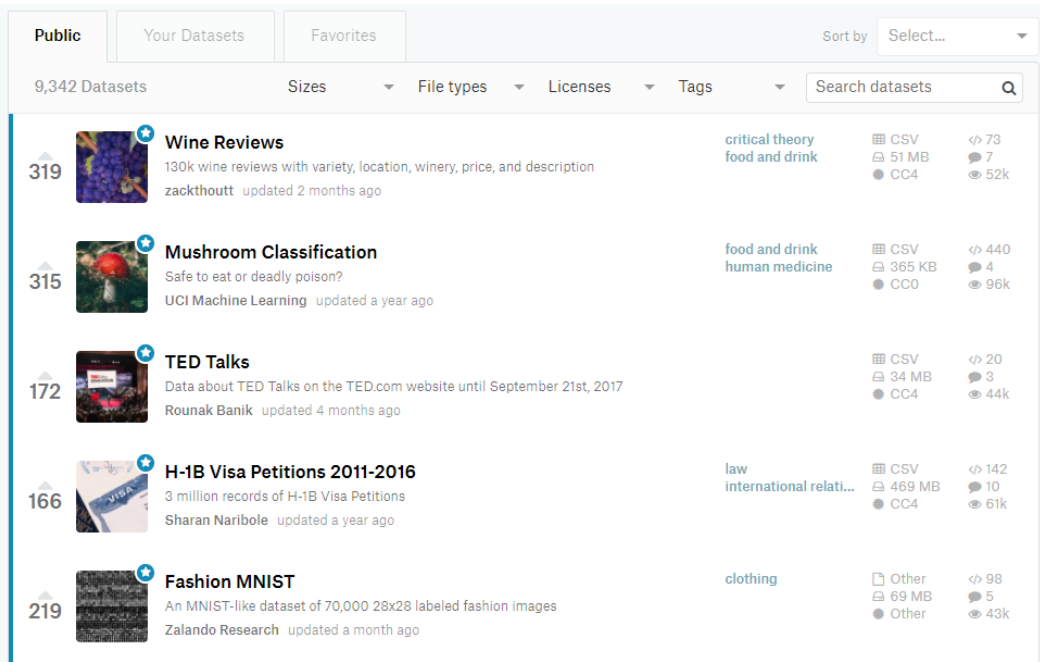 Public Your Datasets Favorites Sort by Select...
9,342 Datasets Sizes File types Licenses Tags Search datasets
319
Wine Reviews
130k wine reviews with variety, location, winery, price, and description
zackthoutt updated 2 months ago
critical theory
food and drink
CSV
51 MB
CC4
73
7
52k
315
Mushroom Classification
Safe to eat or deadly poison?
UCI Machine Learning updated a year ago
food and drink
human medicine
CSV
365 KB
CC0
440
4
96k
172
TED Talks
Data about TED Talks on the TED.com website until September 21st, 2017
Rounak Banik updated 4 months ago
CSV
34 MB
CC4
20
3
44k
166
VISA
H-1B Visa Petitions 2011-2016
3 million records of H-1B Visa Petitions
Sharan Naribole updated a year ago
law
international relati...
CSV
469 MB
CC4
142
10
61k
219
Fashion MNIST
An MNIST-like dataset of 70,000 28x28 labeled fashion images
Zalando Research updated a month ago
clothing
Other
69 MB
Other
98
5
43k